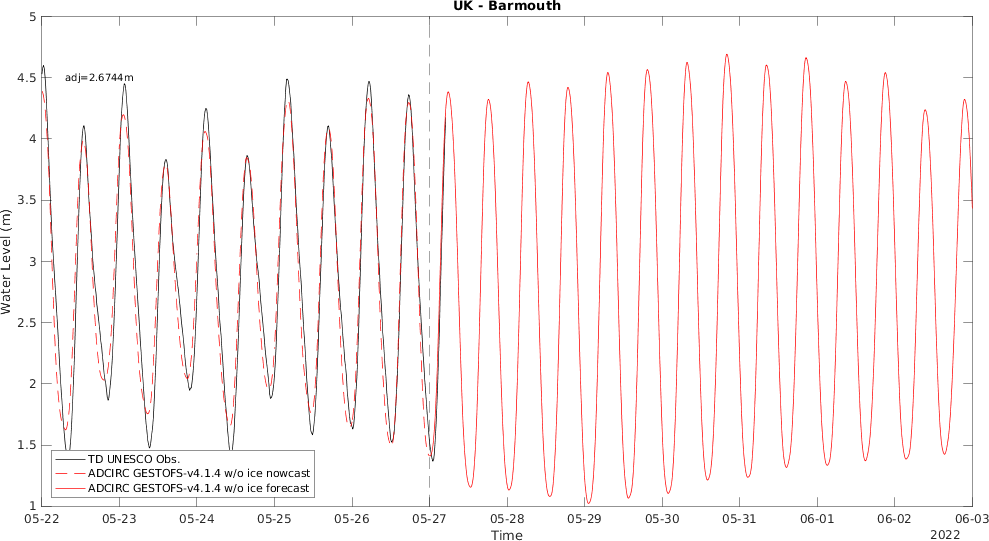 UK - Barmouth
adj=2.6744m
5
4.5
4
3.5
3
2.5
2
1.5
1
Water Level (m)
TD UNESCO Obs.
ADCIRC GESTOFS-v4.1.4 w/o ice nowcast
ADCIRC GESTOFS-v4.1.4 w/o ice forecast
05-22 05-23 05-24 05-25 05-26 05-27 05-28 05-29 05-30 05-31 06-01 06-02 06-03
Time
2022